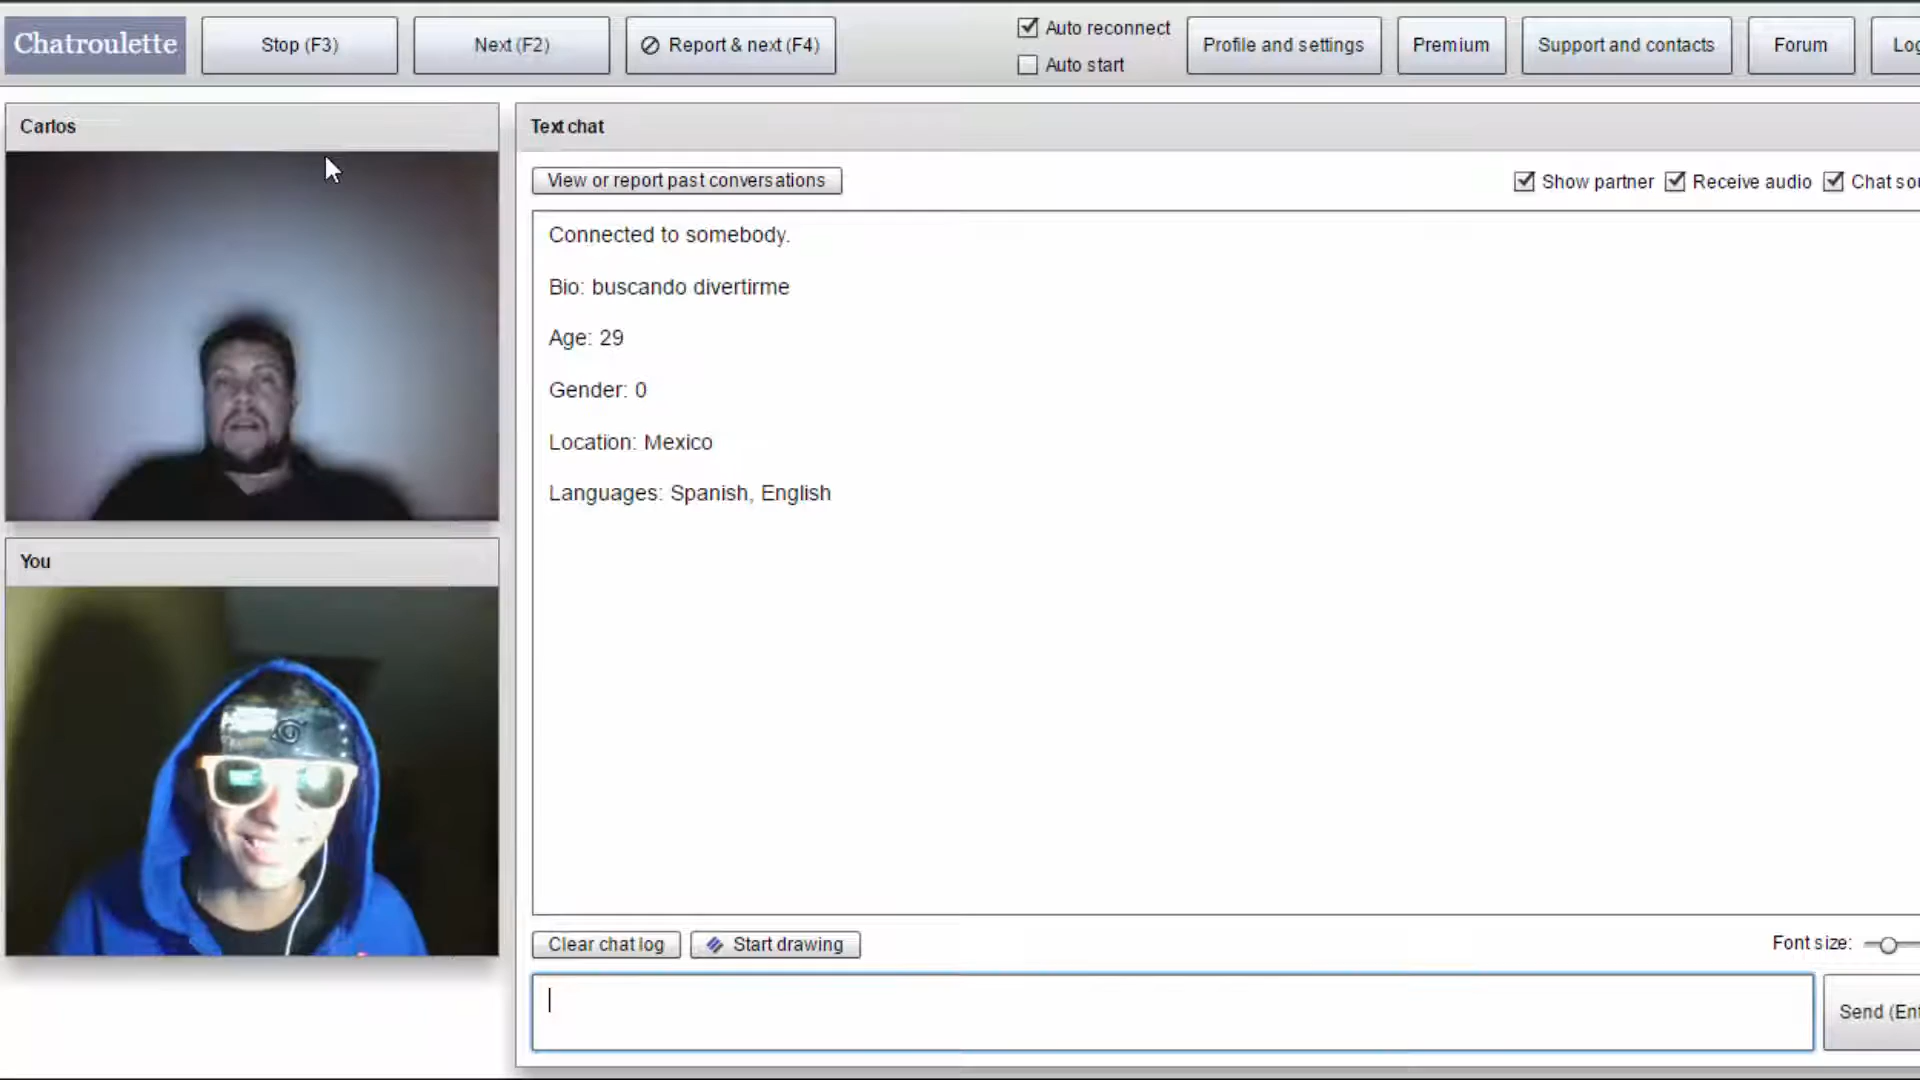 Chatroulette
Stop (F3)
Next (F2)
Report & next (F4)
Auto reconnect
Auto start
Profile and settings
Premium
Support and contacts
Forum
Carlos
Text chat
View or report past conversations
Show partner
Receive audio
Chat
Connected to somebody.
Bio: buscando divertirme
Age: 29
Gender: 0
Location: Mexico
Languages: Spanish, English
You
Clear chat log
Start drawing
Font size:
Send